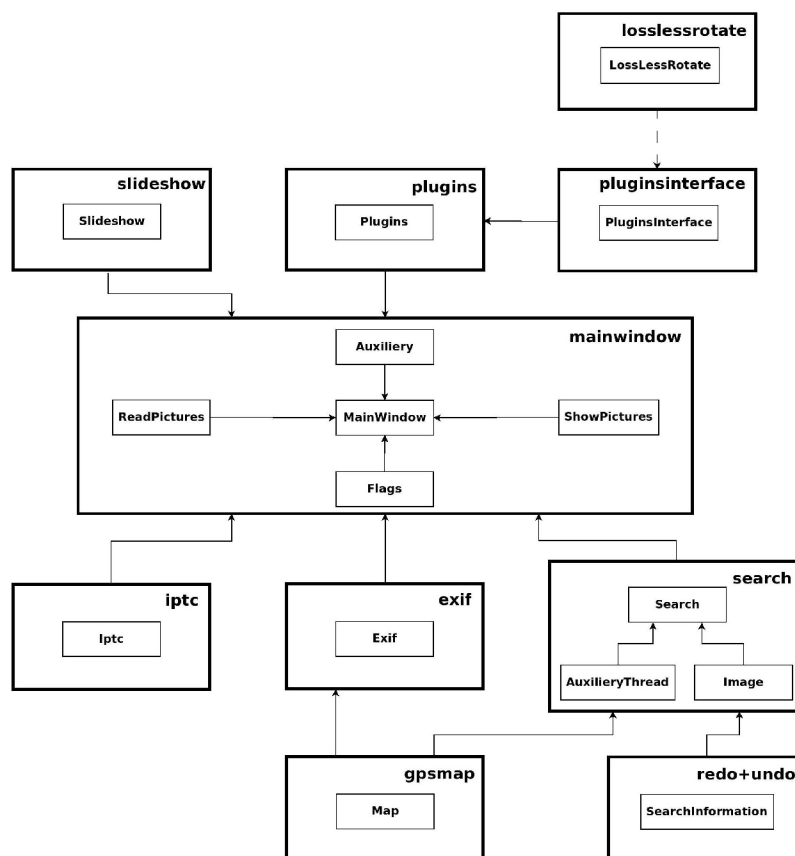 losslessrotate
LossLessRotate
slideshow
Slideshow
plugins
Plugins
pluginsinterface
PluginsInterface
mainwindow
Auxiliery
ReadPictures
MainWindow
ShowPictures
Flags
iptc
Iptc
exif
Exif
search
Search
AuxilieryThread
Image
gpsmap
Map
redo+undo
SearchInformation